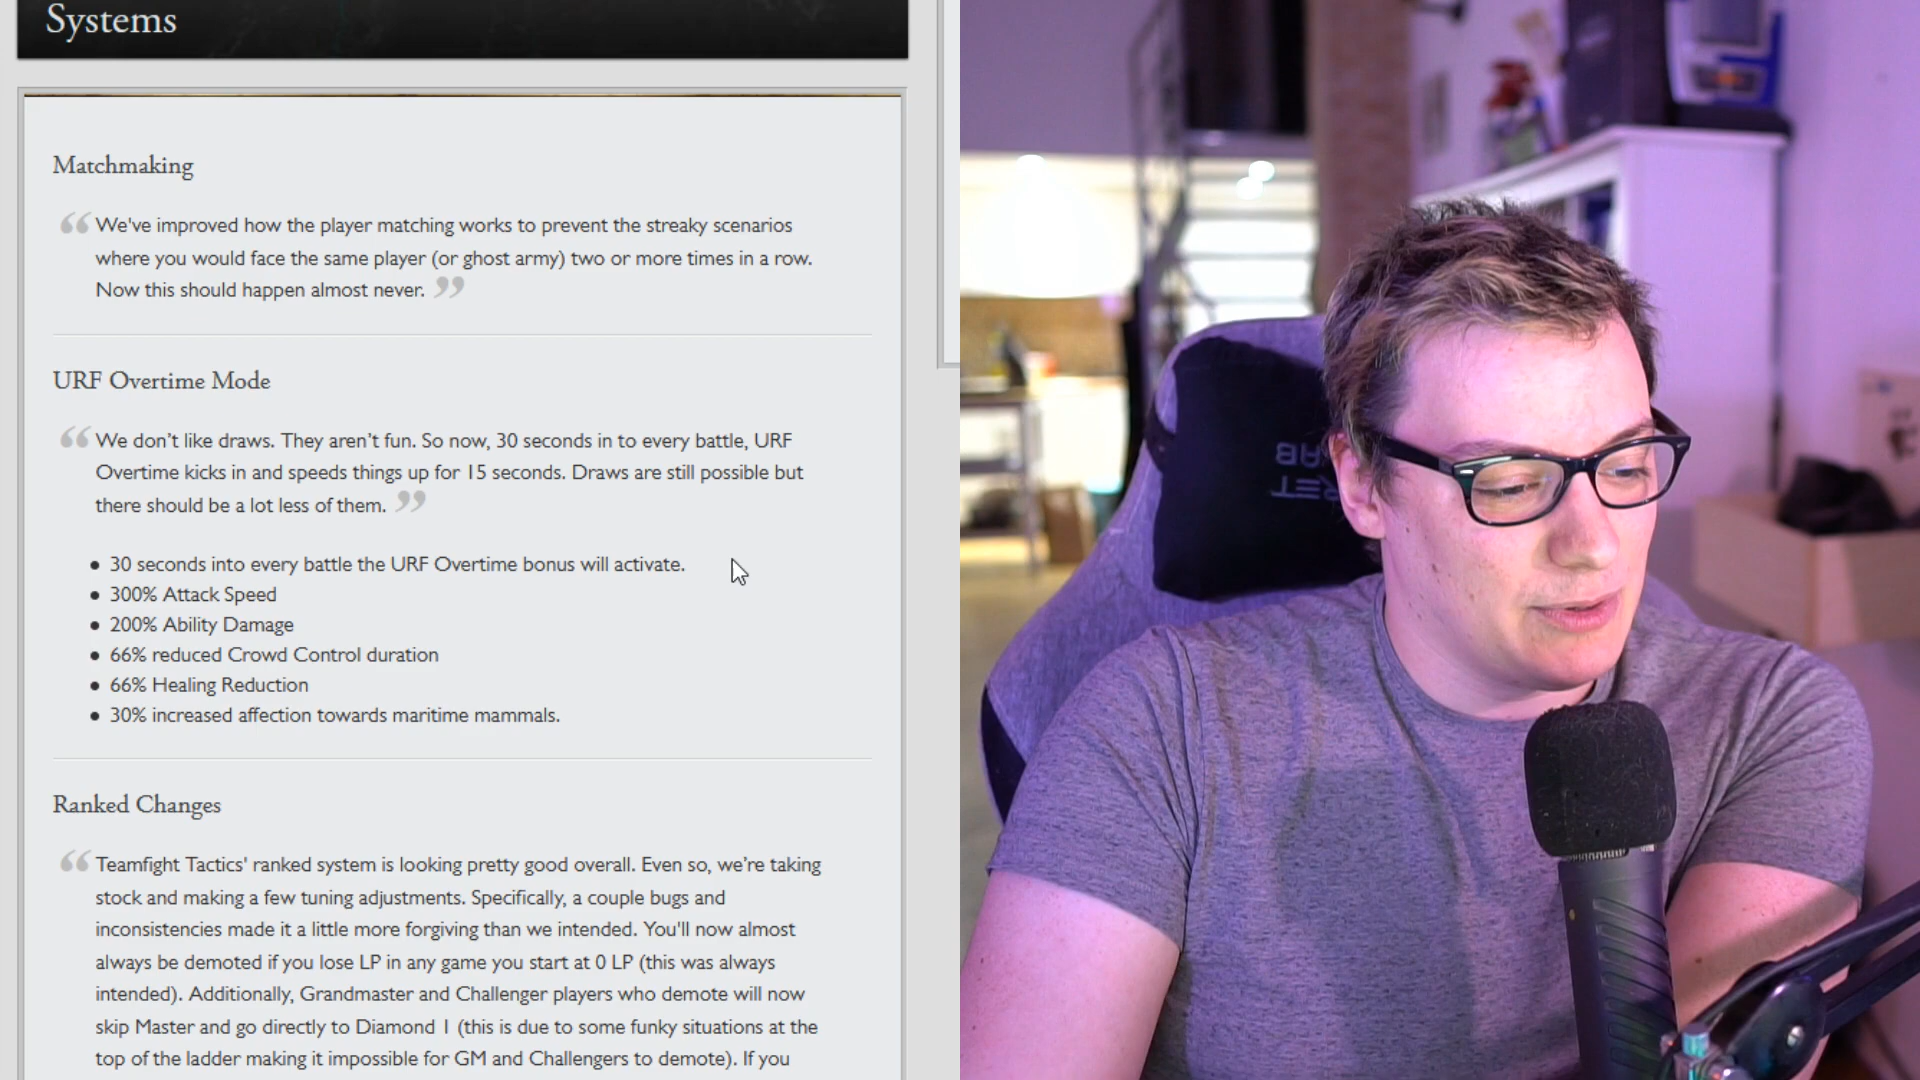 Systems
Matchmaking
We've improved how the player matching works to prevent the streaky scenarios
where you would face the same player (or ghost army) two or more times in a row.
Now this should happen almost never.
URF Overtime Mode
We don't like draws. They aren't fun. So now, 30 seconds in to every battle, URF
Overtime kicks in and speeds things up for 15 seconds. Draws are still possible but
there should be a lot less of them.
• 30 seconds into every battle the URF Overtime bonus will activate.
• 300% Attack Speed
• 200% Ability Damage
• 66% reduced Crowd Control duration
• 66% Healing Reduction
• 30% increased affection towards maritime mammals.
Ranked Changes
Teamfight Tactics' ranked system is looking pretty good overall. Even so, we're taking
stock and making a few tuning adjustments. Specifically, a couple bugs and
inconsistencies made it a little more forgiving than we intended. You'll now almost
always be demoted if you lose LP in any game you start at 0 LP (this was always
intended). Additionally, Grandmaster and Challenger players who demote will now
skip Master and go directly to Diamond 1 (this is due to some funky situations at the
top of the ladder making it impossible for GM and Challengers to demote). If you